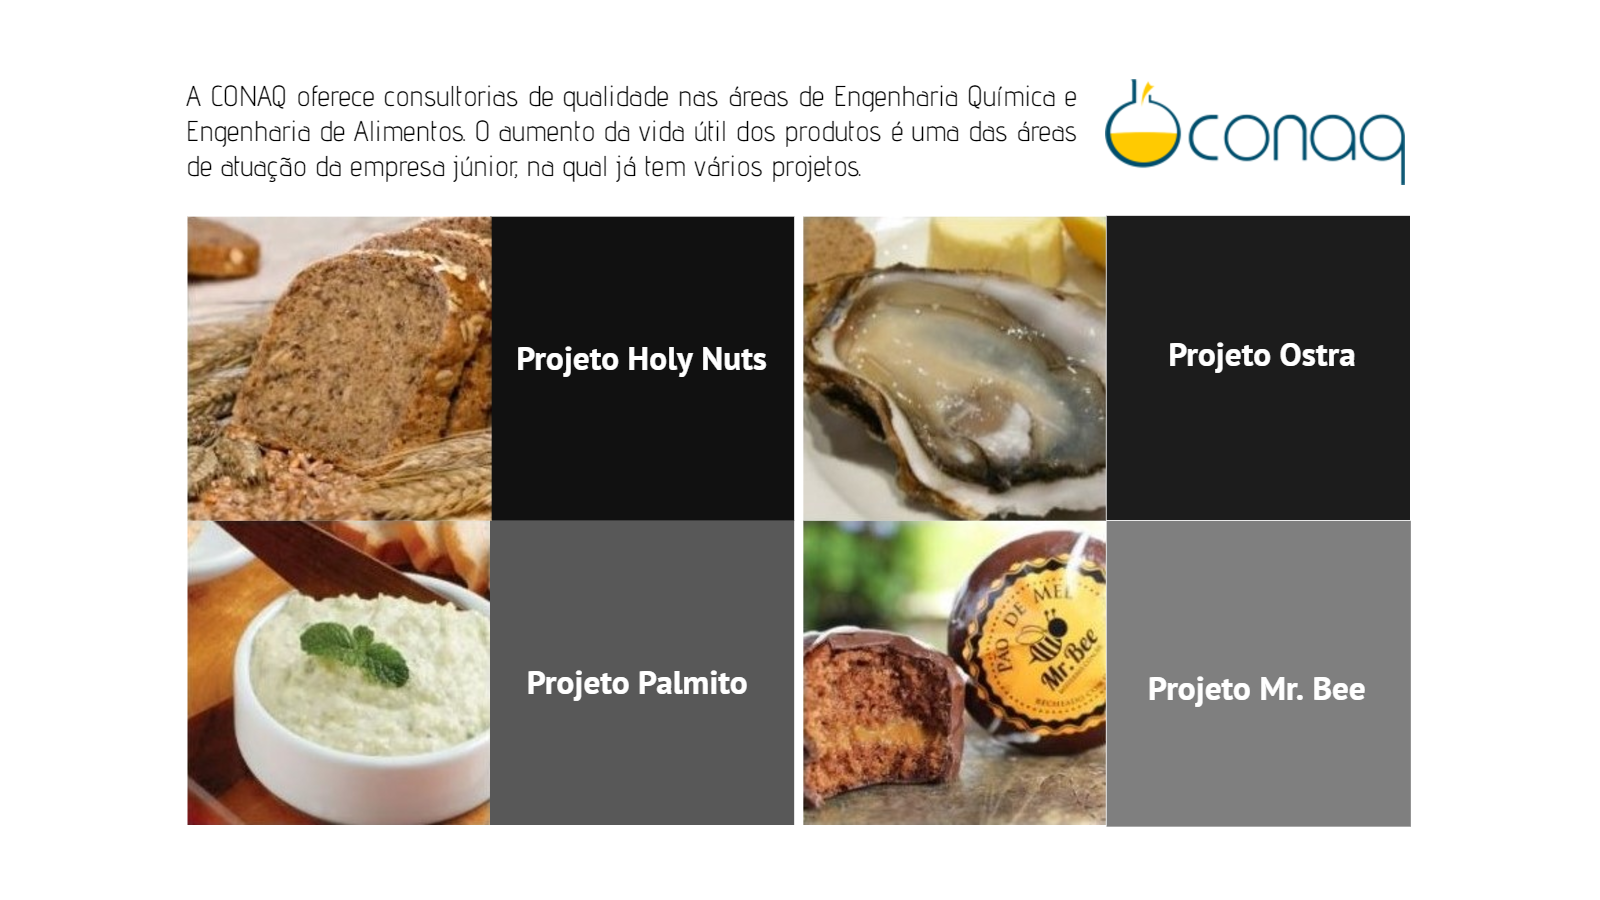 A CONAQ oferece consultorias de qualidade nas áreas de Engenharia Química e
Engenharia de Alimentos. O aumento da vida útil dos produtos é uma das áreas
de atuação da empresa júnior, na qual já tem vários projetos.
conaq
Projeto Holy Nuts
Projeto Ostra
Projeto Palmito
PÃO DE MEL
Mr. Bee
Projeto Mr. Bee